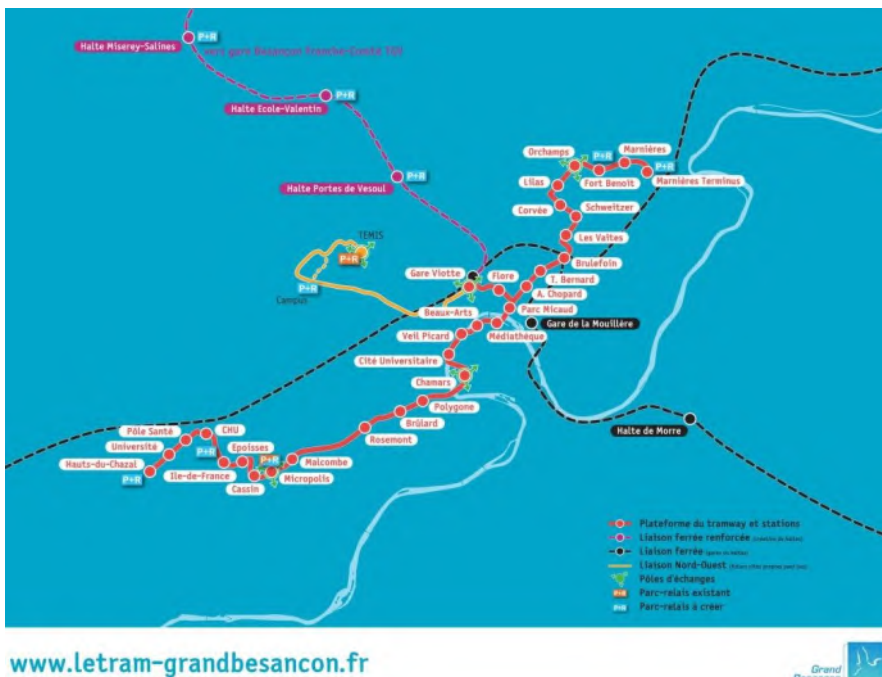 Halte Miserey-Salines
P+R
vers gare Besançon Franche-Comté TGV
Halte Ecole-Valentin
P+R
Halte Portes de Vesoul
P+R
Orchamps
P+R
Marnières
P+R
Lilas
Fort Benoit
Marnières Terminus
Corvée
Schweitzer
Les Vaites
TEMIS
P+R
Brulefoin
Gare Viotte
Flore
T. Bernard
P+R
Campus
A. Chopard
Beaux-Arts
Parc Micaud
Veil Picard
Médiathèque
Gare de la Mouillère
Cité Universitaire
Chamars
Polygone
Brûlard
Halte de Morre
Rosemont
Pôle Santé
CHU
Université
Epoisses
P+R
Malcombe
Hauts-du-Chazal
P+R
P+R
Ile-de-France
Micropolis
Cassin
Plateforme du tramway et stations
Liaison ferrée renforcée
Liaison ferrée
Liaison Nord-Ouest
Pôles d'échanges
P+R Parc-relais existant
P+R Parc-relais à créer
www.letram-grandbesancon.fr
Grand